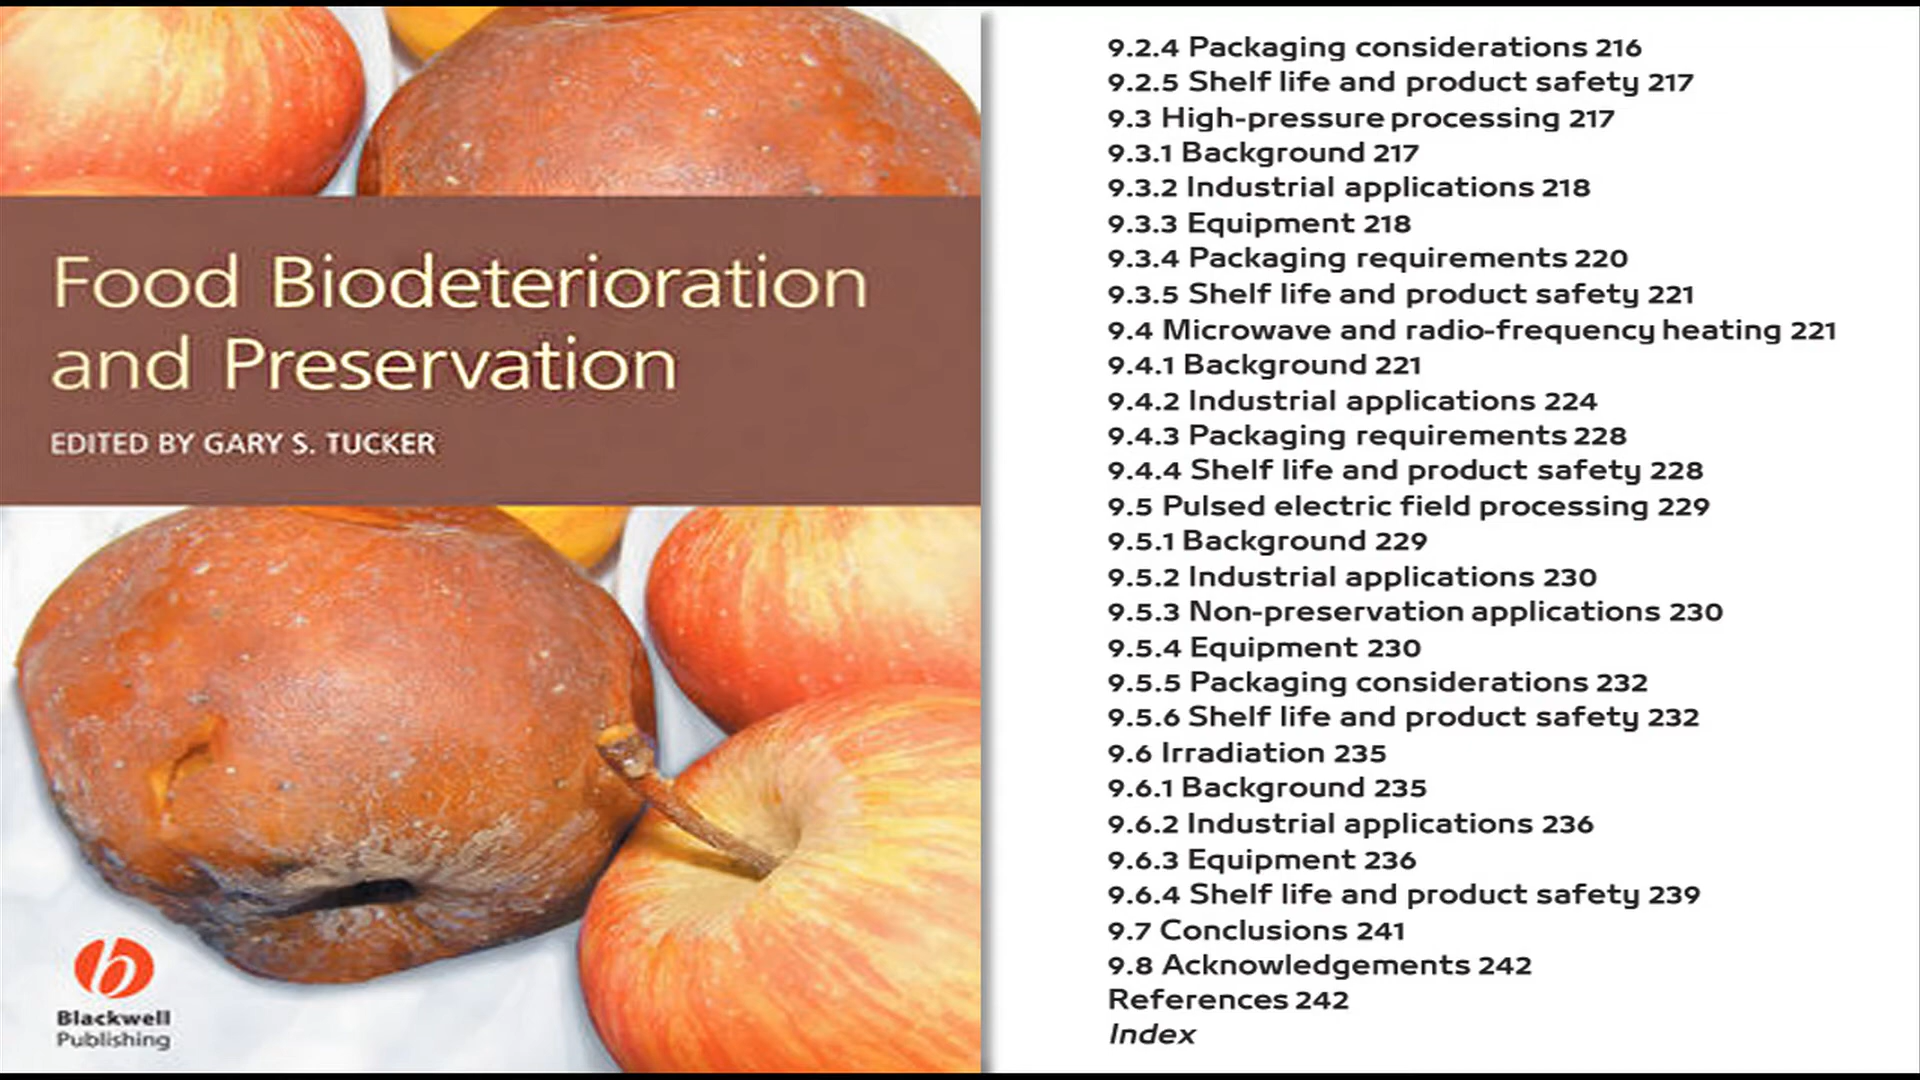 Food Biodeterioration
and Preservation
EDITED BY GARY S. TUCKER
Blackwell
Publishing
9.2.4 Packaging considerations 216
9.2.5 Shelf life and product safety 217
9.3 High-pressure processing 217
9.3.1 Background 217
9.3.2 Industrial applications 218
9.3.3 Equipment 218
9.3.4 Packaging requirements 220
9.3.5 Shelf life and product safety 221
9.4 Microwave and radio-frequency heating 221
9.4.1 Background 221
9.4.2 Industrial applications 224
9.4.3 Packaging requirements 228
9.4.4 Shelf life and product safety 228
9.5 Pulsed electric field processing 229
9.5.1 Background 229
9.5.2 Industrial applications 230
9.5.3 Non-preservation applications 230
9.5.4 Equipment 230
9.5.5 Packaging considerations 232
9.5.6 Shelf life and product safety 232
9.6 Irradiation 235
9.6.1 Background 235
9.6.2 Industrial applications 236
9.6.3 Equipment 236
9.6.4 Shelf life and product safety 239
9.7 Conclusions 241
9.8 Acknowledgements 242
References 242
Index